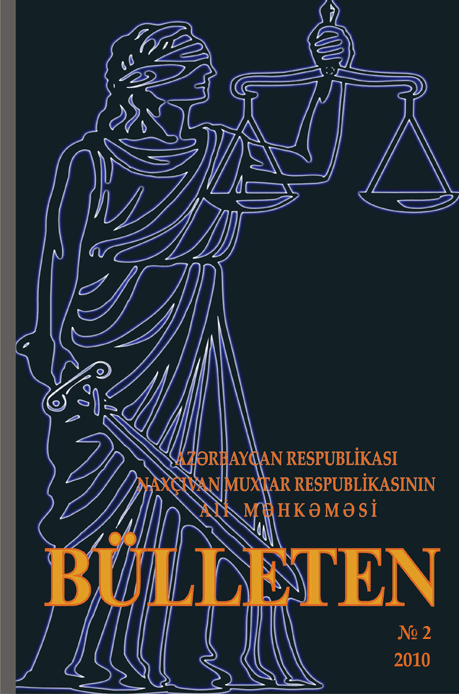 AZƏRBAYCAN RESPUBLİKASI
NAXÇIVAN MUXTAR RESPUBLİKASININ
ALİ MƏHKƏMƏSİ
BÜLLETEN
№ 2
2010